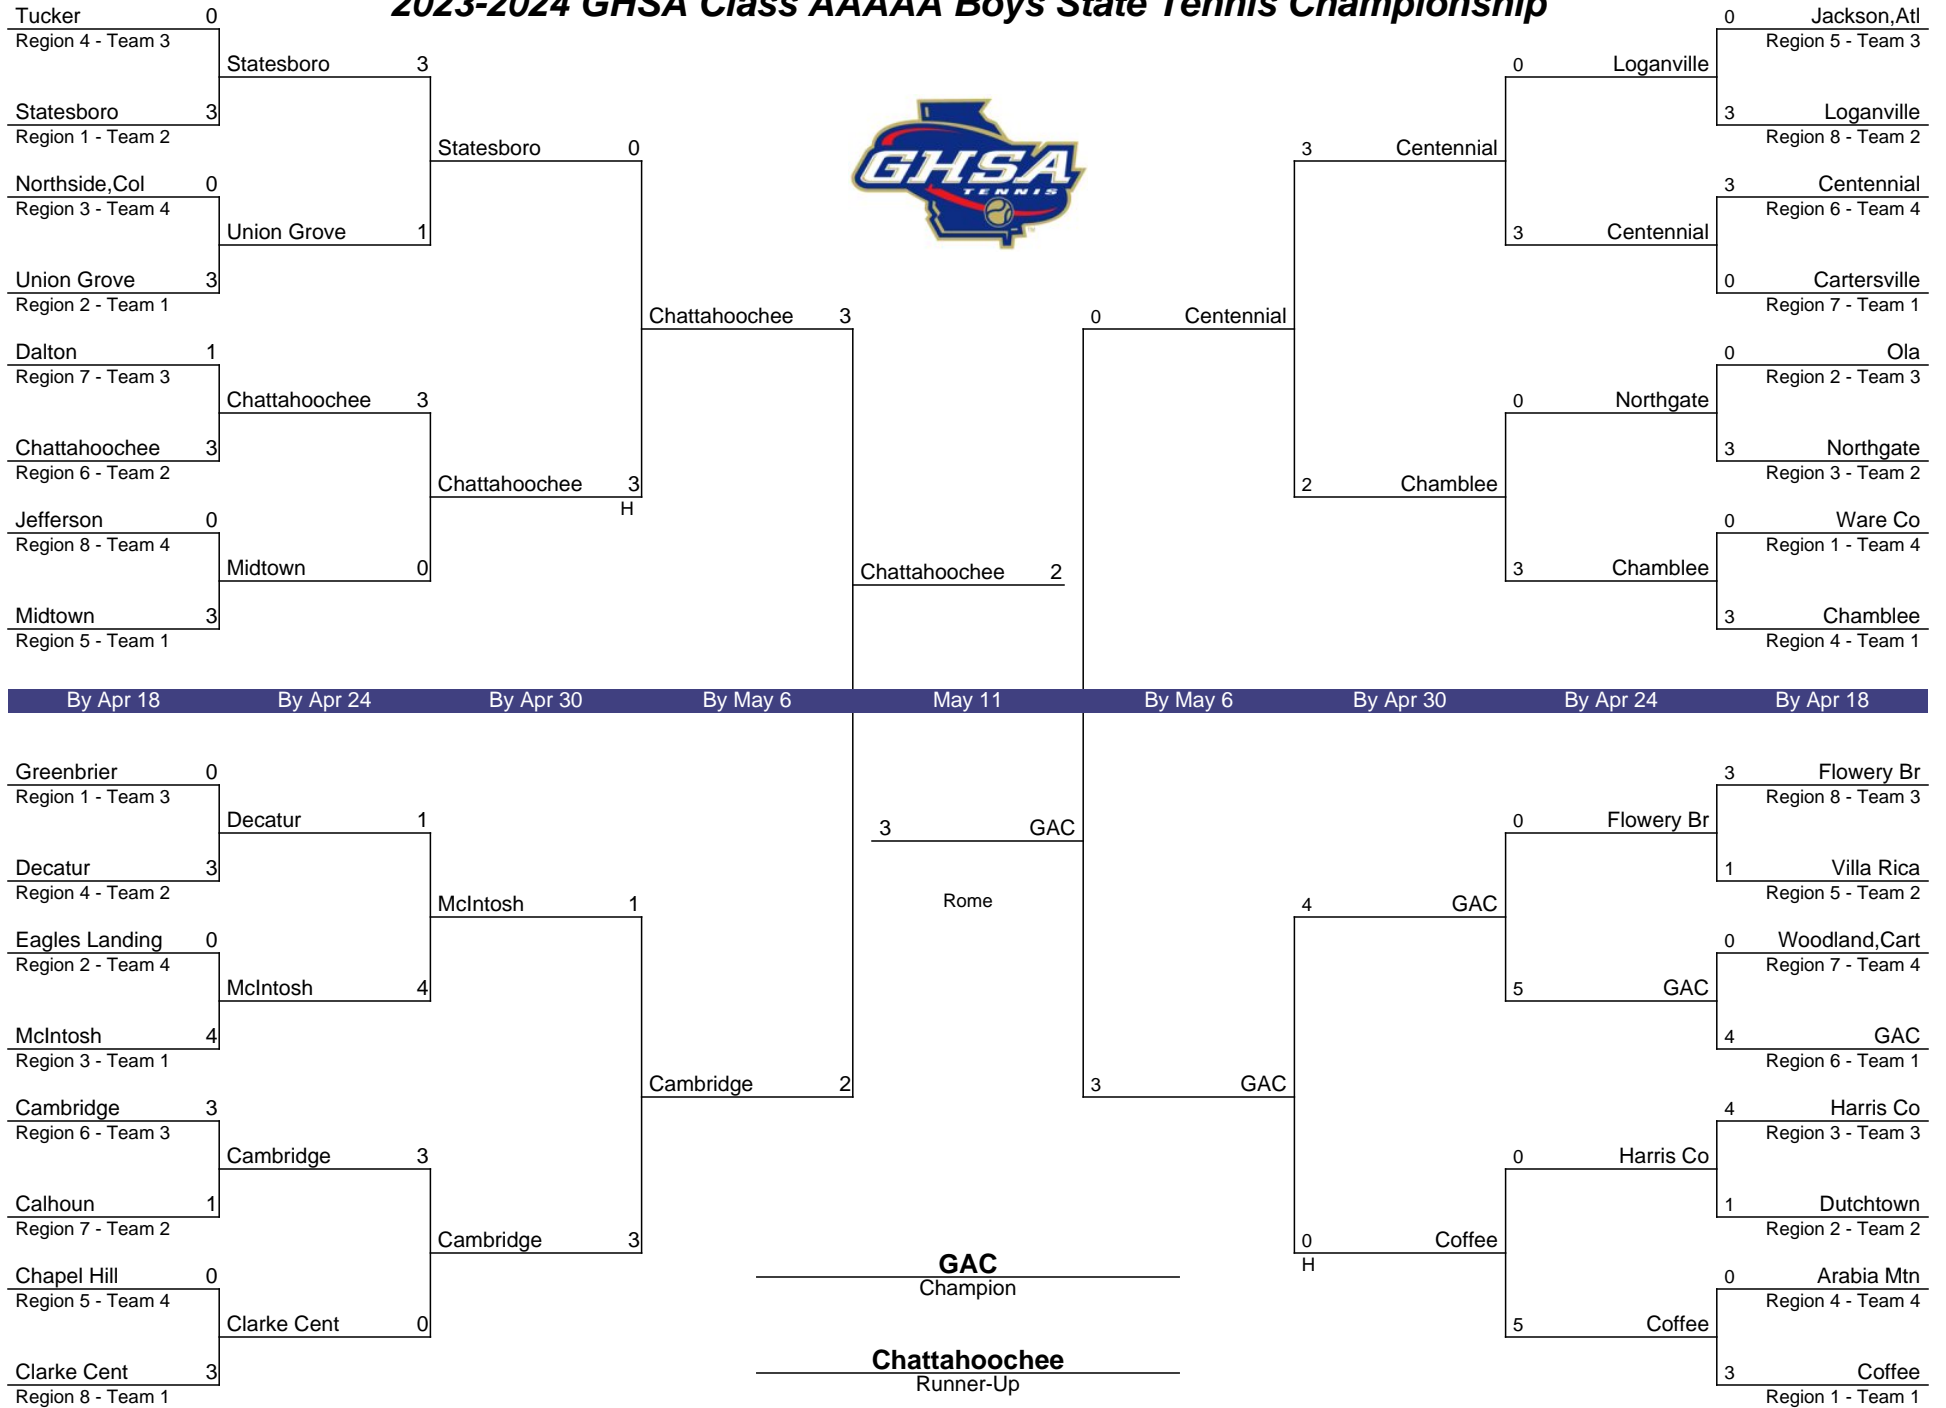 2023-2024 GHSA Class AAAAA Boys State Tennis Championship
Tucker 0
Region 4 - Team 3
Statesboro 3
Statesboro 3
Region 1 - Team 2
Statesboro 0
Northside,Col 0
Region 3 - Team 4
Union Grove 1
Union Grove 3
Region 2 - Team 1
Chattahoochee 3
Dalton 1
Region 7 - Team 3
Chattahoochee 3
Chattahoochee 3
Region 6 - Team 2
Chattahoochee 3
H
Jefferson 0
Region 8 - Team 4
Midtown 0
Midtown 3
Region 5 - Team 1
Chattahoochee 2
GHSA
TENNIS
0 Jackson,Atl
Region 5 - Team 3
0 Loganville
3 Loganville
Region 8 - Team 2
3 Centennial
3 Centennial
Region 6 - Team 4
3 Centennial
0 Cartersville
Region 7 - Team 1
0 Centennial
0 Ola
Region 2 - Team 3
0 Northgate
3 Northgate
Region 3 - Team 2
2 Chamblee
0 Ware Co
Region 1 - Team 4
3 Chamblee
3 Chamblee
Region 4 - Team 1
By Apr 18 By Apr 24 By Apr 30 By May 6 May 11 By May 6 By Apr 30 By Apr 24 By Apr 18
Greenbrier 0
Region 1 - Team 3
Decatur 1
Decatur 3
Region 4 - Team 2
McIntosh 1
Eagles Landing 0
Region 2 - Team 4
McIntosh 4
McIntosh 4
Region 3 - Team 1
Cambridge 2
Cambridge 3
Region 6 - Team 3
Cambridge 3
Calhoun 1
Region 7 - Team 2
Cambridge 3
Chapel Hill 0
Region 5 - Team 4
Clarke Cent 0
Clarke Cent 3
Region 8 - Team 1
3 GAC
Rome
GAC
Champion
Chattahoochee
Runner-Up
3 Flowery Br
Region 8 - Team 3
0 Flowery Br
1 Villa Rica
Region 5 - Team 2
4 GAC
0 Woodland,Cart
Region 7 - Team 4
5 GAC
4 GAC
Region 6 - Team 1
3 GAC
4 Harris Co
Region 3 - Team 3
0 Harris Co
1 Dutchtown
Region 2 - Team 2
0 Coffee
H
0 Arabia Mtn
Region 4 - Team 4
5 Coffee
3 Coffee
Region 1 - Team 1